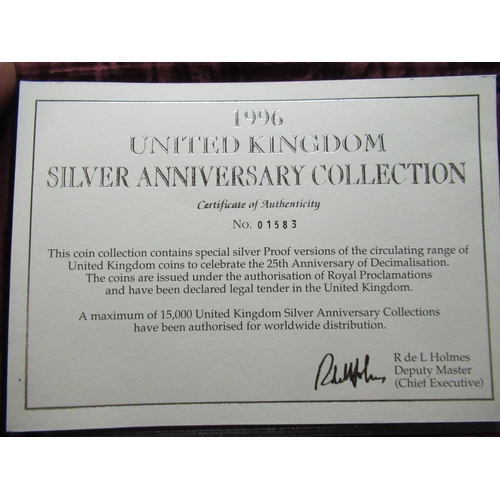 1996
UNITED KINGDOM
SILVER ANNIVERSARY COLLECTION
Certificate of Authenticity
No. 01583
This coin collection contains special silver Proof versions of the circulating range of
United Kingdom coins to celebrate the 25th Anniversary of Decimalisation.
The coins are issued under the authorisation of Royal Proclamations
and have been declared legal tender in the United Kingdom.
A maximum of 15,000 United Kingdom Silver Anniversary Collections
have been authorised for worldwide distribution.
R de L Holmes
Deputy Master
(Chief Executive)